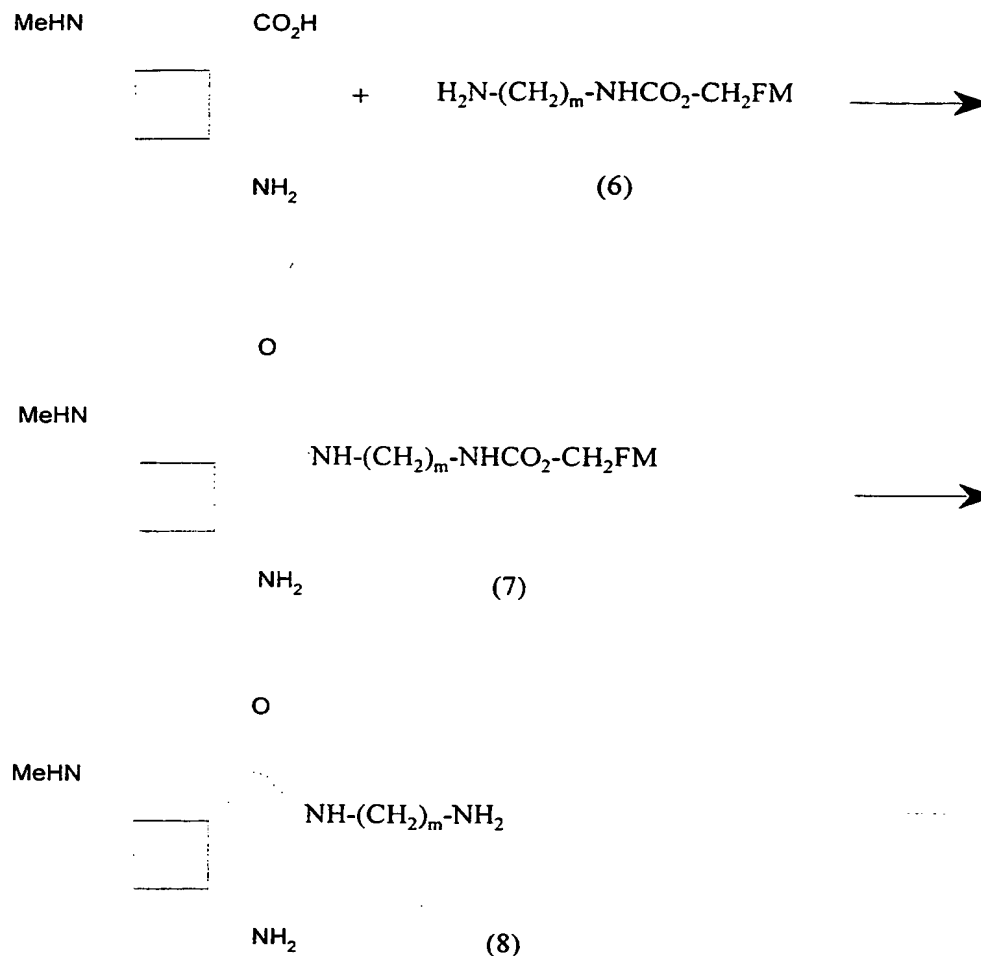 MeHN CO₂H
+ H₂N-(CH₂)ₘ-NHCO₂-CH₂FM
NH₂ (6)
O
MeHN
NH-(CH₂)ₘ-NHCO₂-CH₂FM
NH₂ (7)
O
MeHN
NH-(CH₂)ₘ-NH₂
NH₂ (8)